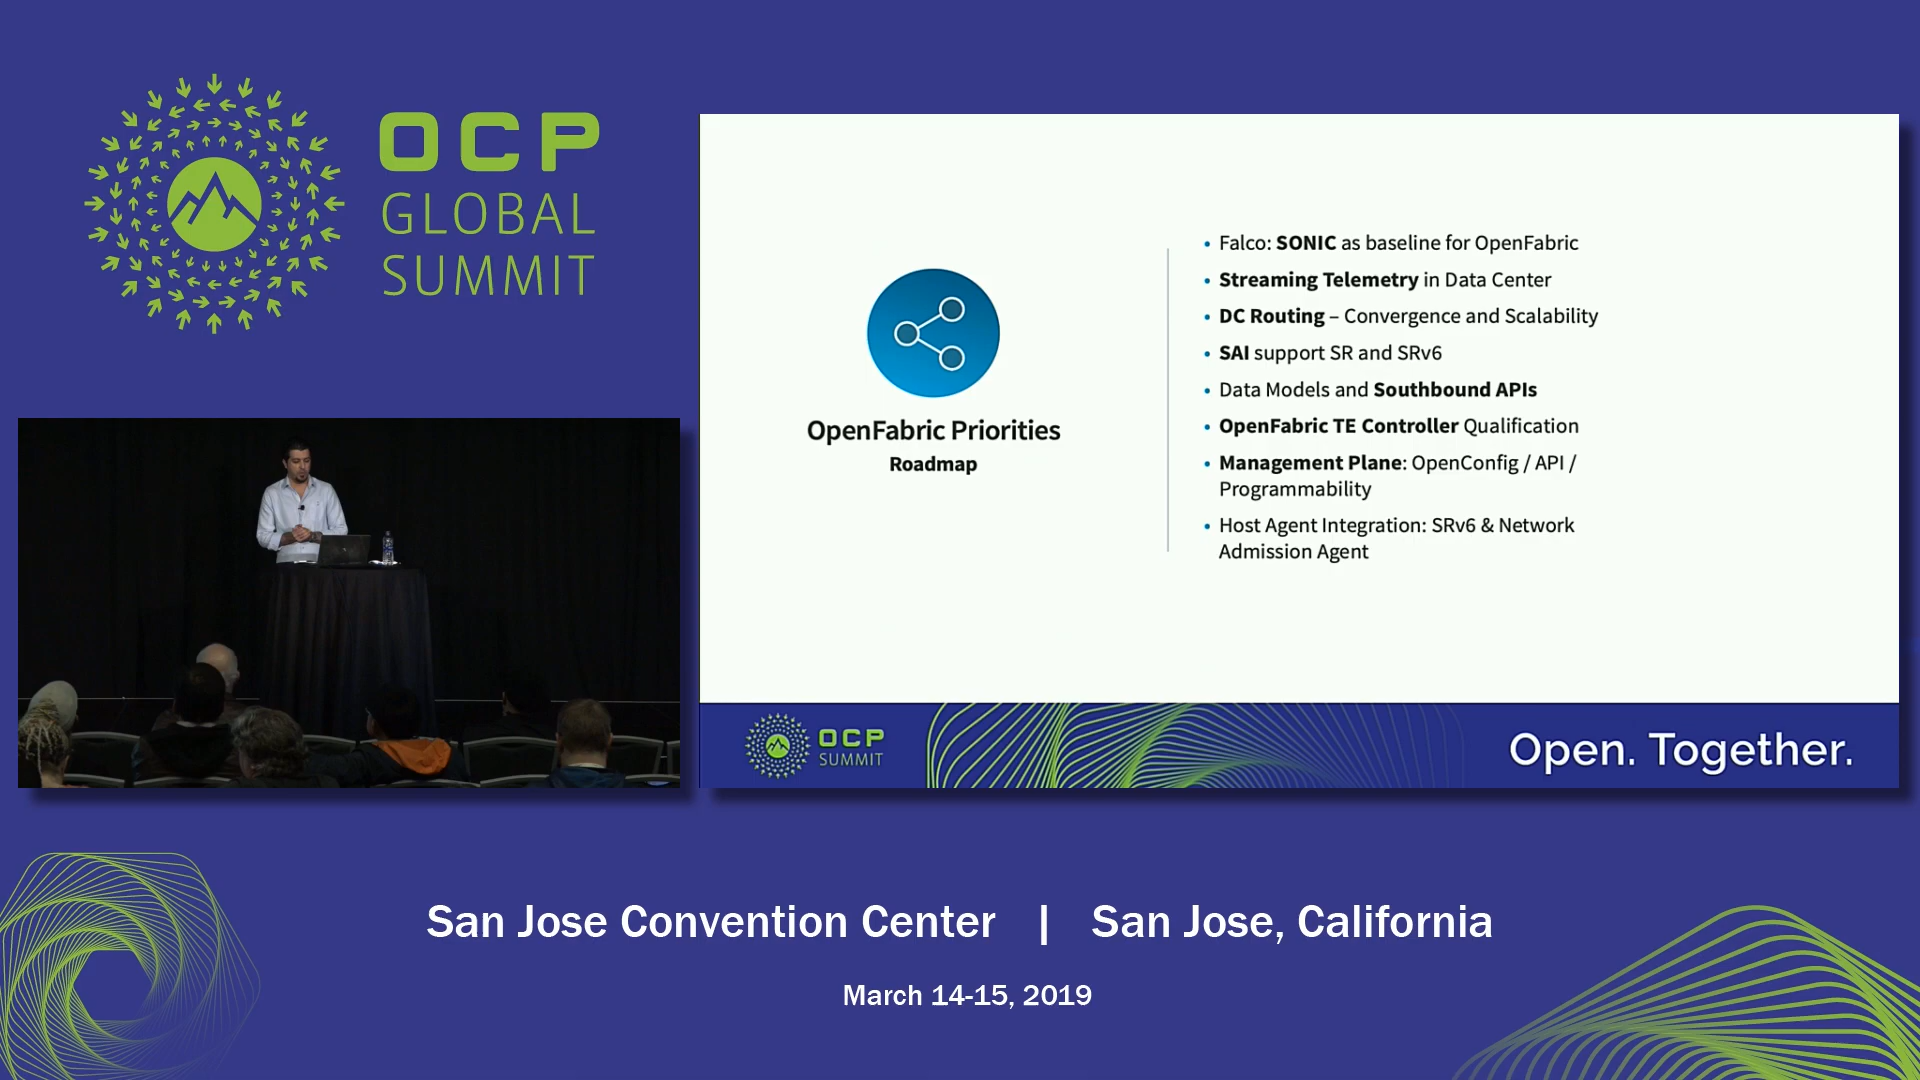 OCP
GLOBAL
SUMMIT
OpenFabric Priorities
Roadmap
• Falco: SONIC as baseline for OpenFabric
• Streaming Telemetry in Data Center
• DC Routing – Convergence and Scalability
• SAI support SR and SRv6
• Data Models and Southbound APIs
• OpenFabric TE Controller Qualification
• Management Plane: OpenConfig / API /
Programmability
• Host Agent Integration: SRv6 & Network
Admission Agent
OCP
SUMMIT
Open. Together.
San Jose Convention Center | San Jose, California
March 14-15, 2019